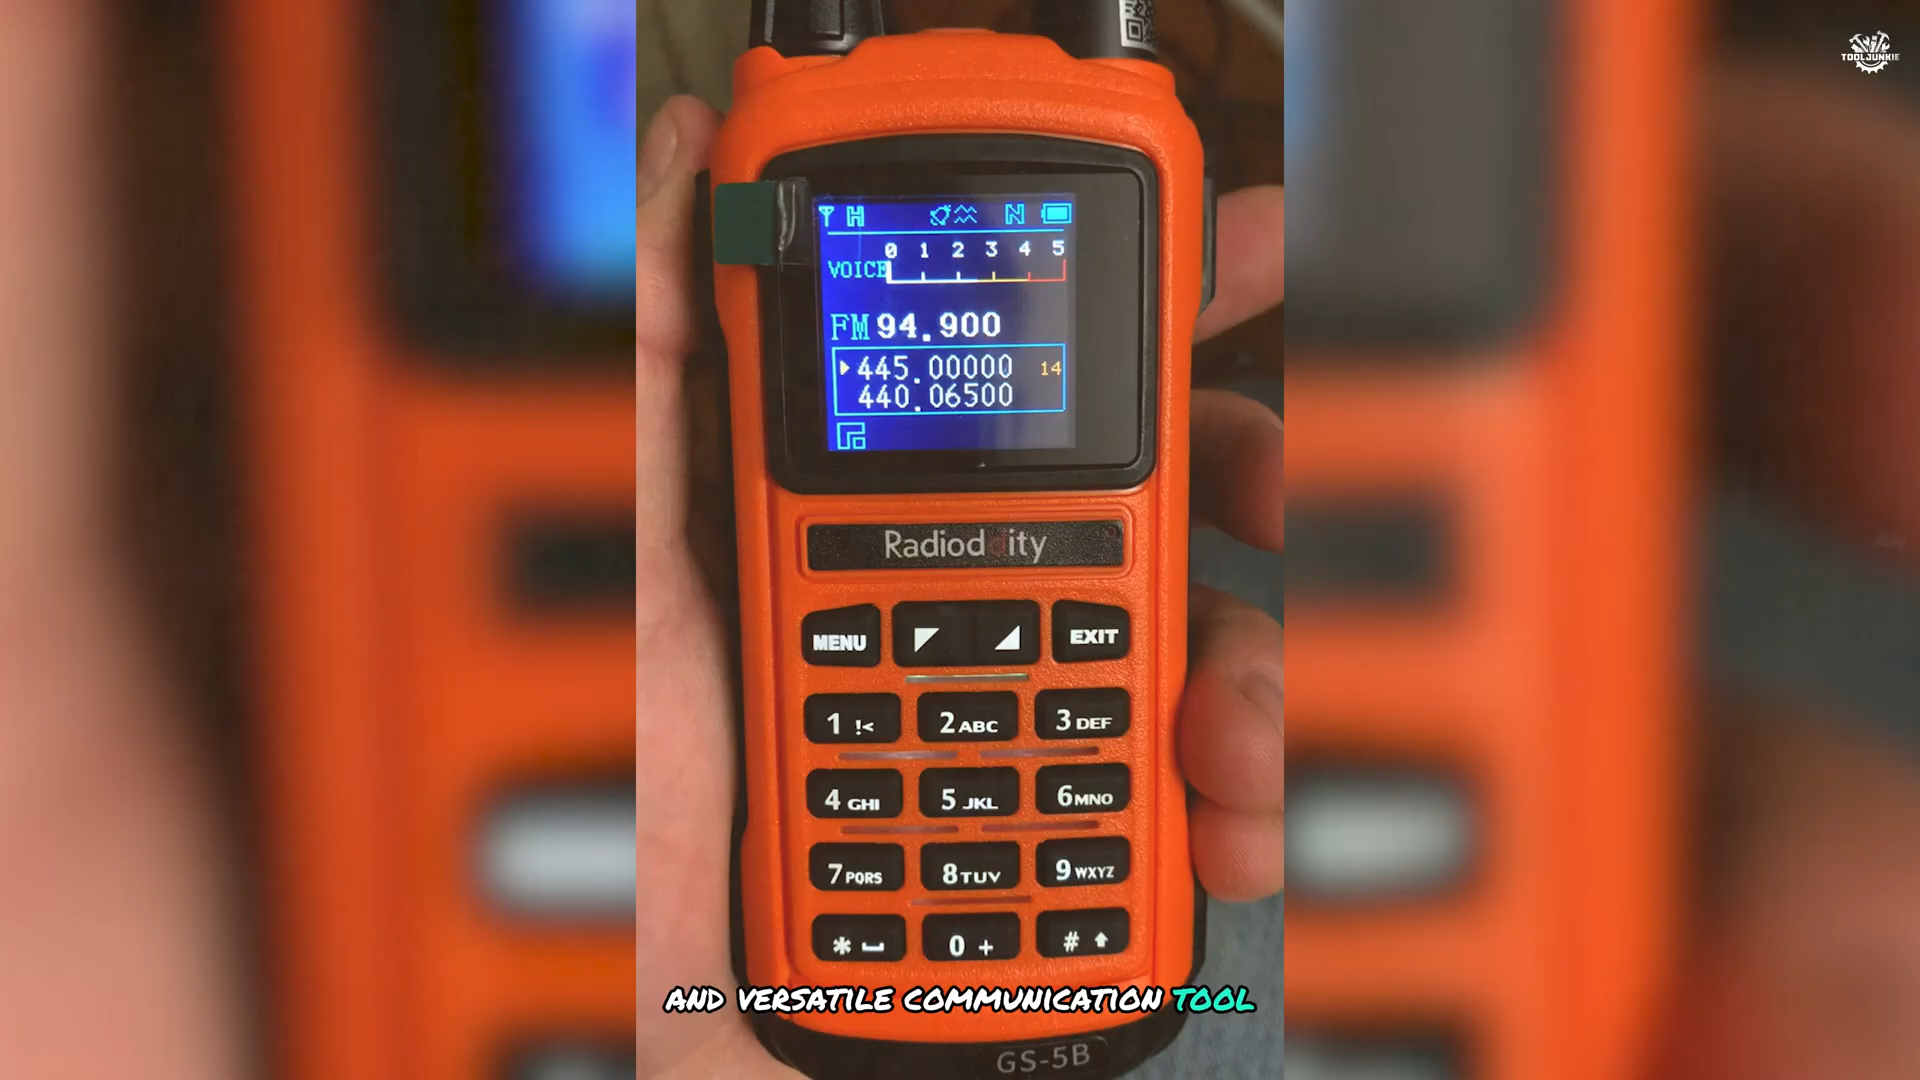 TOOLJUNKIE
H N
0 1 2 3 4 5
VOICE
FM 94.900
445.00000 14
440.06500
Radioddity
MENU EXIT
1 !< 2 ABC 3 DEF
4 GHI 5 JKL 6 MNO
7 PQRS 8 TUV 9 WXYZ
* 0 + #
AND VERSATILE COMMUNICATION TOOL
GS-5B